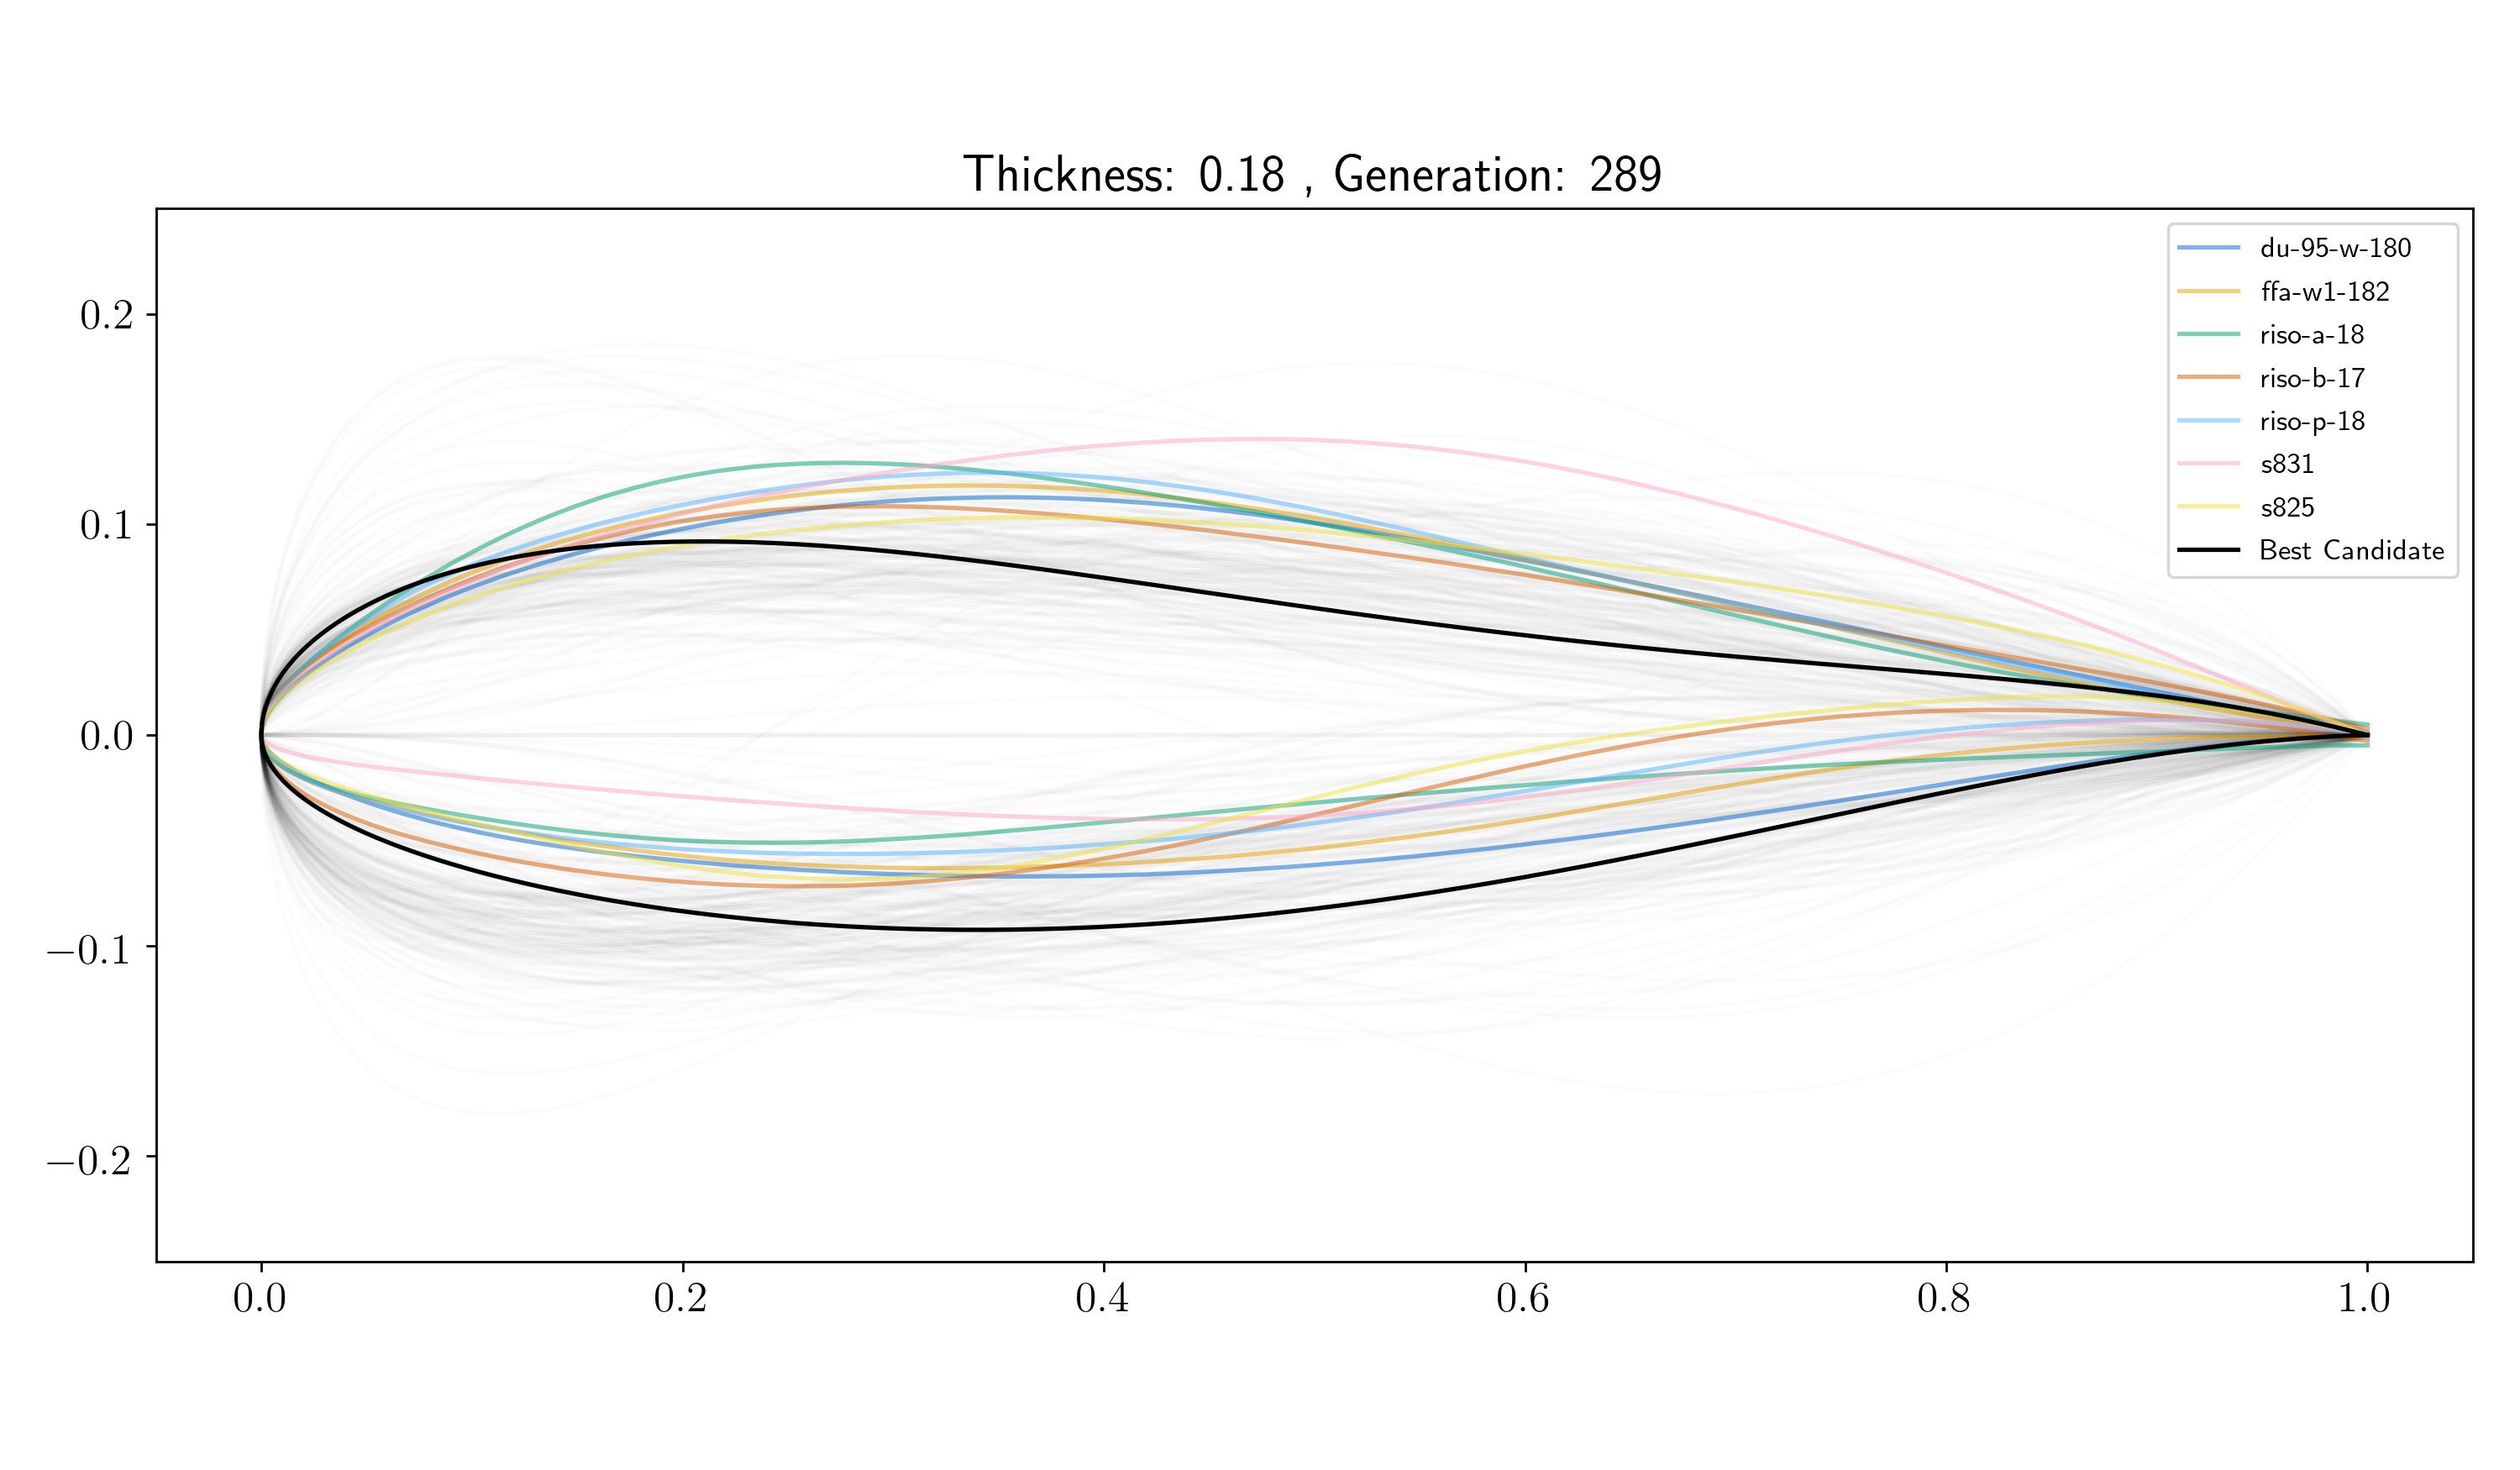 Thickness: 0.18 , Generation: 289
du-95-w-180
ffa-w1-182
riso-a-18
riso-b-17
riso-p-18
s831
s825
Best Candidate
0.2
0.1
0.0
−0.1
−0.2
0.0 0.2 0.4 0.6 0.8 1.0